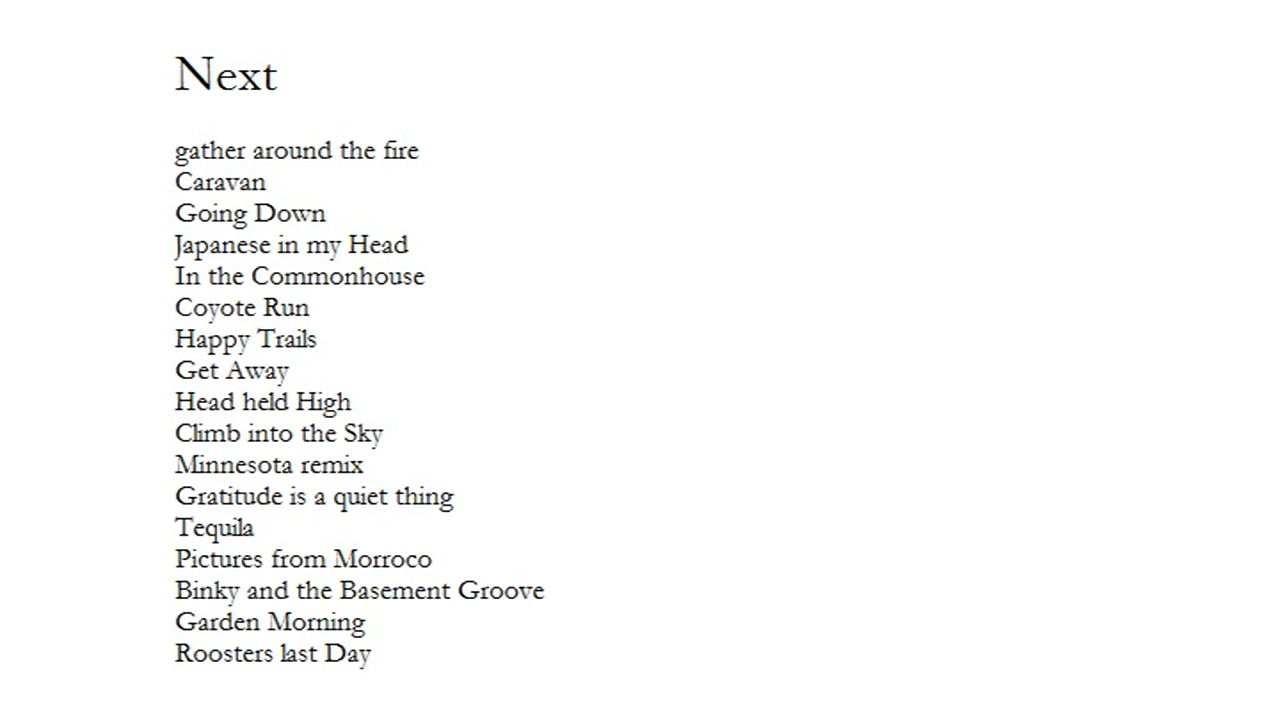 Next
gather around the fire
Caravan
Going Down
Japanese in my Head
In the Commonhouse
Coyote Run
Happy Trails
Get Away
Head held High
Climb into the Sky
Minnesota remix
Gratitude is a quiet thing
Tequila
Pictures from Morroco
Binky and the Basement Groove
Garden Morning
Roosters last Day